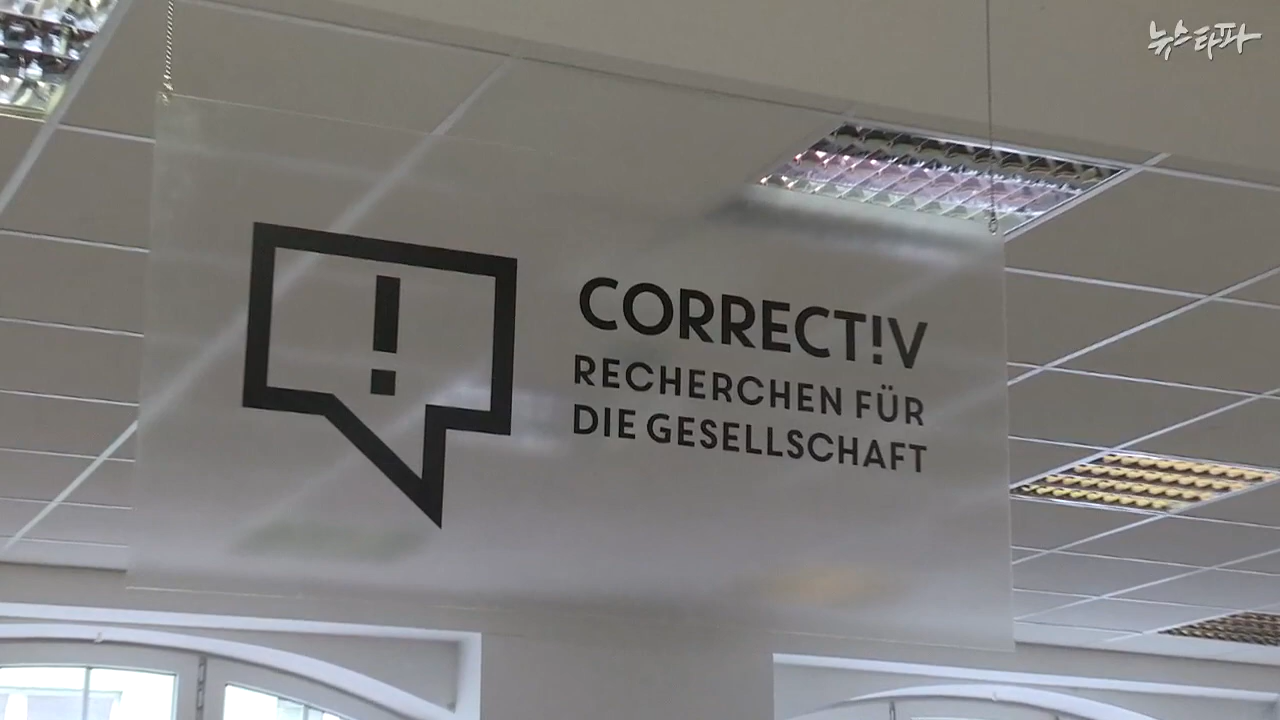 뉴스타파
!
CORRECT!V
RECHERCHEN FÜR
DIE GESELLSCHAFT